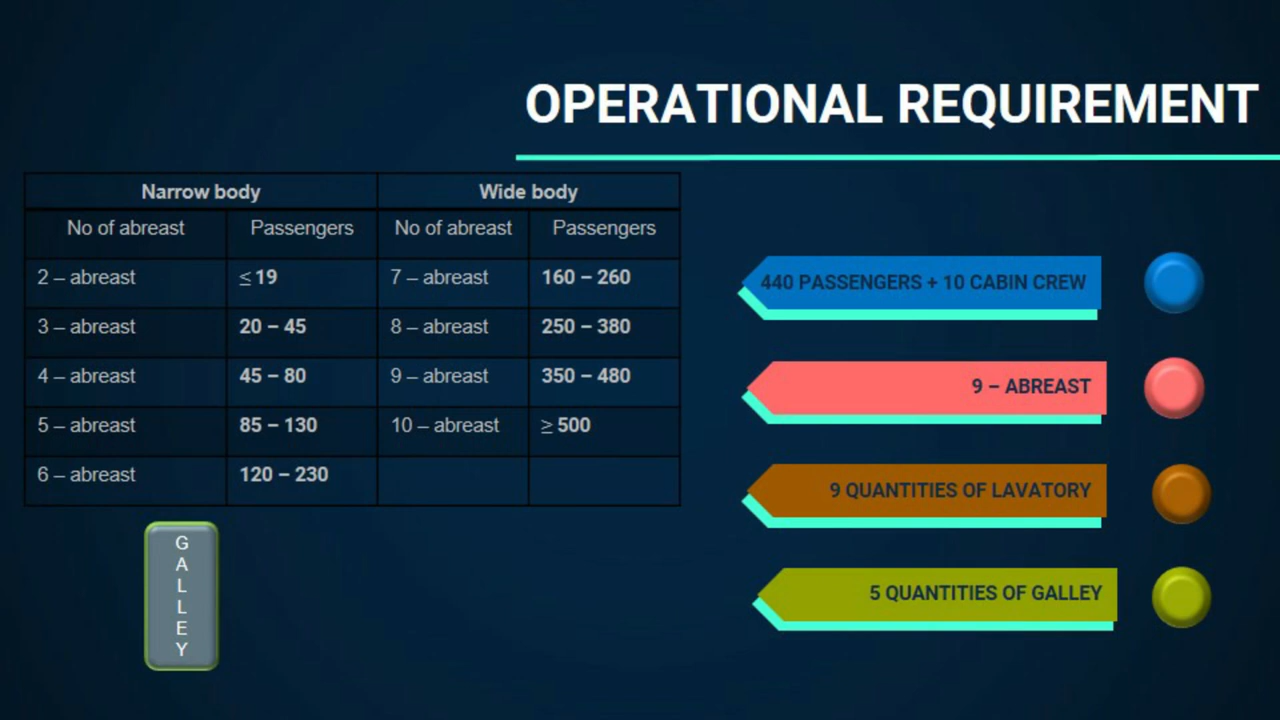 OPERATIONAL REQUIREMENT
Narrow body Wide body
No of abreast Passengers No of abreast Passengers
2 – abreast ≤ 19 7 – abreast 160 – 260
3 – abreast 20 – 45 8 – abreast 250 – 380
4 – abreast 45 – 80 9 – abreast 350 – 480
5 – abreast 85 – 130 10 – abreast ≥ 500
6 – abreast 120 – 230
440 PASSENGERS + 10 CABIN CREW
9 – ABREAST
9 QUANTITIES OF LAVATORY
5 QUANTITIES OF GALLEY
G
A
L
L
E
Y